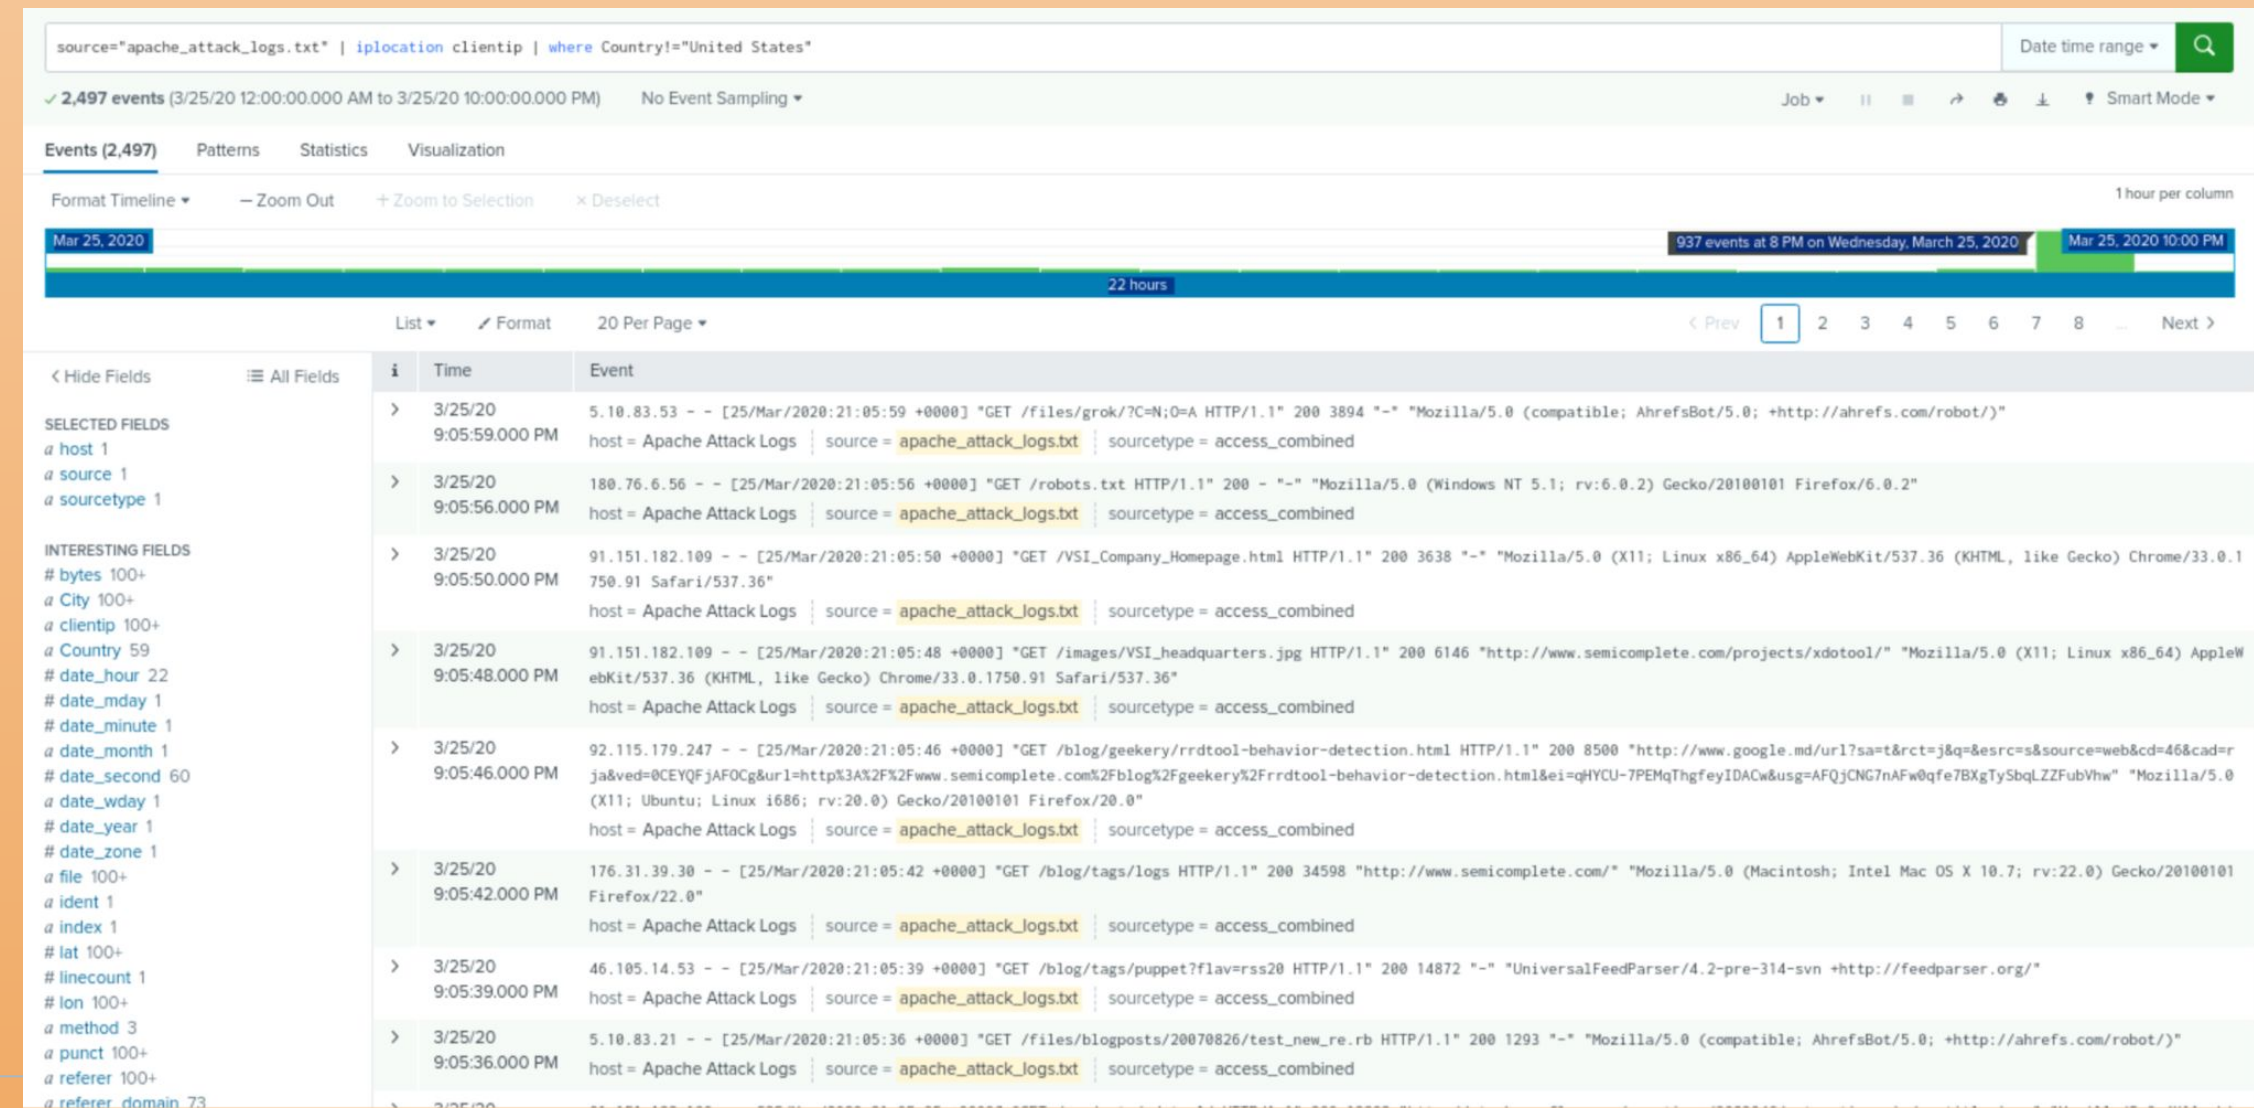 source="apache_attack_logs.txt" | iplocation clientip | where Country!="United States"
Date time range
2,497 events (3/25/20 12:00:00.000 AM to 3/25/20 10:00:00.000 PM) No Event Sampling
Job Smart Mode
Events (2,497) Patterns Statistics Visualization
Format Timeline — Zoom Out + Zoom to Selection × Deselect
1 hour per column
Mar 25, 2020
937 events at 8 PM on Wednesday, March 25, 2020
Mar 25, 2020 10:00 PM
22 hours
List Format 20 Per Page
< Prev 1 2 3 4 5 6 7 8 ... Next >
< Hide Fields All Fields
SELECTED FIELDS
a host 1
a source 1
a sourcetype 1
INTERESTING FIELDS
# bytes 100+
a City 100+
a clientip 100+
a Country 59
# date_hour 22
# date_mday 1
# date_minute 1
a date_month 1
# date_second 60
a date_wday 1
# date_year 1
# date_zone 1
a file 100+
a ident 1
a index 1
# lat 100+
# linecount 1
# lon 100+
a method 3
a punct 100+
a referer 100+
a referer_domain 73
i Time Event
3/25/20
9:05:59.000 PM
5.10.83.53 - - [25/Mar/2020:21:05:59 +0000] "GET /files/grok/?C=N;O=A HTTP/1.1" 200 3894 "-" "Mozilla/5.0 (compatible; AhrefsBot/5.0; +http://ahrefs.com/robot/)"
host = Apache Attack Logs source = apache_attack_logs.txt sourcetype = access_combined
3/25/20
9:05:56.000 PM
180.76.6.56 - - [25/Mar/2020:21:05:56 +0000] "GET /robots.txt HTTP/1.1" 200 - "-" "Mozilla/5.0 (Windows NT 5.1; rv:6.0.2) Gecko/20100101 Firefox/6.0.2"
host = Apache Attack Logs source = apache_attack_logs.txt sourcetype = access_combined
3/25/20
9:05:50.000 PM
91.151.182.109 - - [25/Mar/2020:21:05:50 +0000] "GET /VSI_Company_Homepage.html HTTP/1.1" 200 3638 "-" "Mozilla/5.0 (X11; Linux x86_64) AppleWebKit/537.36 (KHTML, like Gecko) Chrome/33.0.1
750.91 Safari/537.36"
host = Apache Attack Logs source = apache_attack_logs.txt sourcetype = access_combined
3/25/20
9:05:48.000 PM
91.151.182.109 - - [25/Mar/2020:21:05:48 +0000] "GET /images/VSI_headquarters.jpg HTTP/1.1" 200 6146 "http://www.semicomplete.com/projects/xdotool/" "Mozilla/5.0 (X11; Linux x86_64) AppleW
ebKit/537.36 (KHTML, like Gecko) Chrome/33.0.1750.91 Safari/537.36"
host = Apache Attack Logs source = apache_attack_logs.txt sourcetype = access_combined
3/25/20
9:05:46.000 PM
92.115.179.247 - - [25/Mar/2020:21:05:46 +0000] "GET /blog/geekery/rrdtool-behavior-detection.html HTTP/1.1" 200 8500 "http://www.google.md/url?sa=t&rct=j&q=&esrc=s&source=web&cd=46&cad=r
ja&ved=0CEYQFjAFOCg&url=http%3A%2F%2Fwww.semicomplete.com%2Fblog%2Fgeekery%2Frrdtool-behavior-detection.html&ei=qHYCU-7PEMqThgfeyIDACw&usg=AFQjCNG7nAFw0qfe7BXgTySbqLZZFubVhw" "Mozilla/5.0
(X11; Ubuntu; Linux i686; rv:20.0) Gecko/20100101 Firefox/20.0"
host = Apache Attack Logs source = apache_attack_logs.txt sourcetype = access_combined
3/25/20
9:05:42.000 PM
176.31.39.30 - - [25/Mar/2020:21:05:42 +0000] "GET /blog/tags/logs HTTP/1.1" 200 34598 "http://www.semicomplete.com/" "Mozilla/5.0 (Macintosh; Intel Mac OS X 10.7; rv:22.0) Gecko/20100101
Firefox/22.0"
host = Apache Attack Logs source = apache_attack_logs.txt sourcetype = access_combined
3/25/20
9:05:39.000 PM
46.105.14.53 - - [25/Mar/2020:21:05:39 +0000] "GET /blog/tags/puppet?flav=rss20 HTTP/1.1" 200 14872 "-" "UniversalFeedParser/4.2-pre-314-svn +http://feedparser.org/"
host = Apache Attack Logs source = apache_attack_logs.txt sourcetype = access_combined
3/25/20
9:05:36.000 PM
5.10.83.21 - - [25/Mar/2020:21:05:36 +0000] "GET /files/blogposts/20070826/test_new_re.rb HTTP/1.1" 200 1293 "-" "Mozilla/5.0 (compatible; AhrefsBot/5.0; +http://ahrefs.com/robot/)"
host = Apache Attack Logs source = apache_attack_logs.txt sourcetype = access_combined
3/25/20